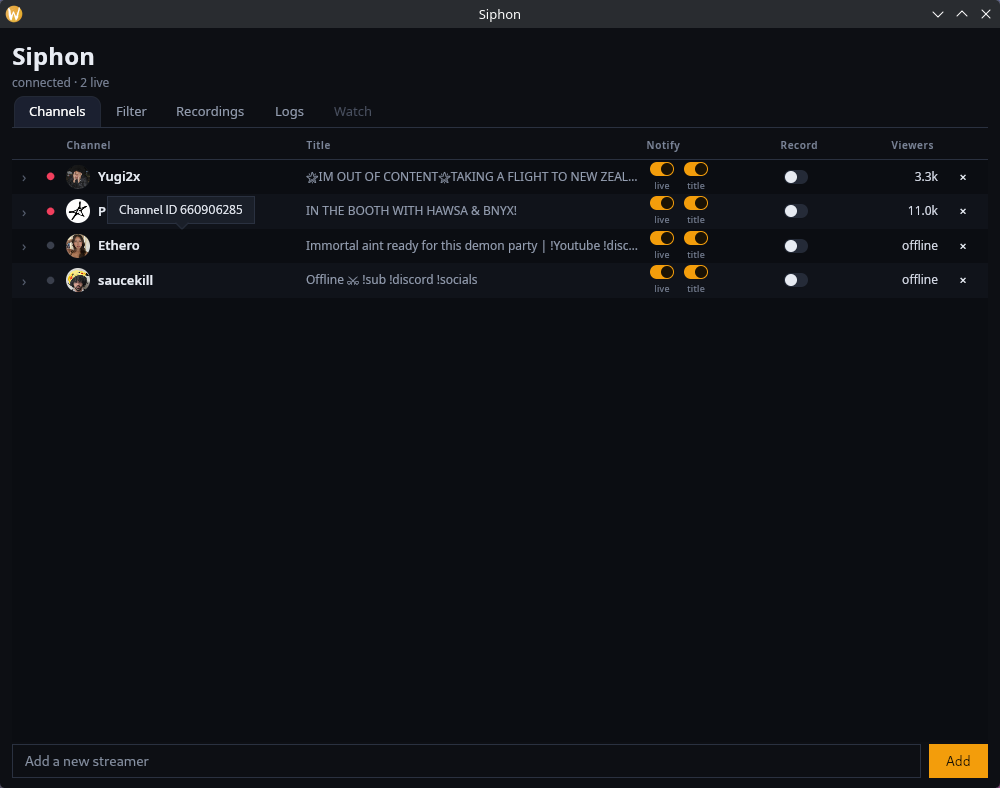 Siphon
Siphon
connected · 2 live
Channels Filter Recordings Logs Watch
Channel Title Notify Record Viewers
› Yugi2x ☆IM OUT OF CONTENT☆TAKING A FLIGHT TO NEW ZEAL... live title 3.3k ×
› P IN THE BOOTH WITH HAWSA & BNYX! live title 11.0k ×
Channel ID 660906285
› Ethero Immortal aint ready for this demon party | !Youtube !disc... live title offline ×
› saucekill Offline ⚔ !sub !discord !socials live title offline ×
Add a new streamer Add